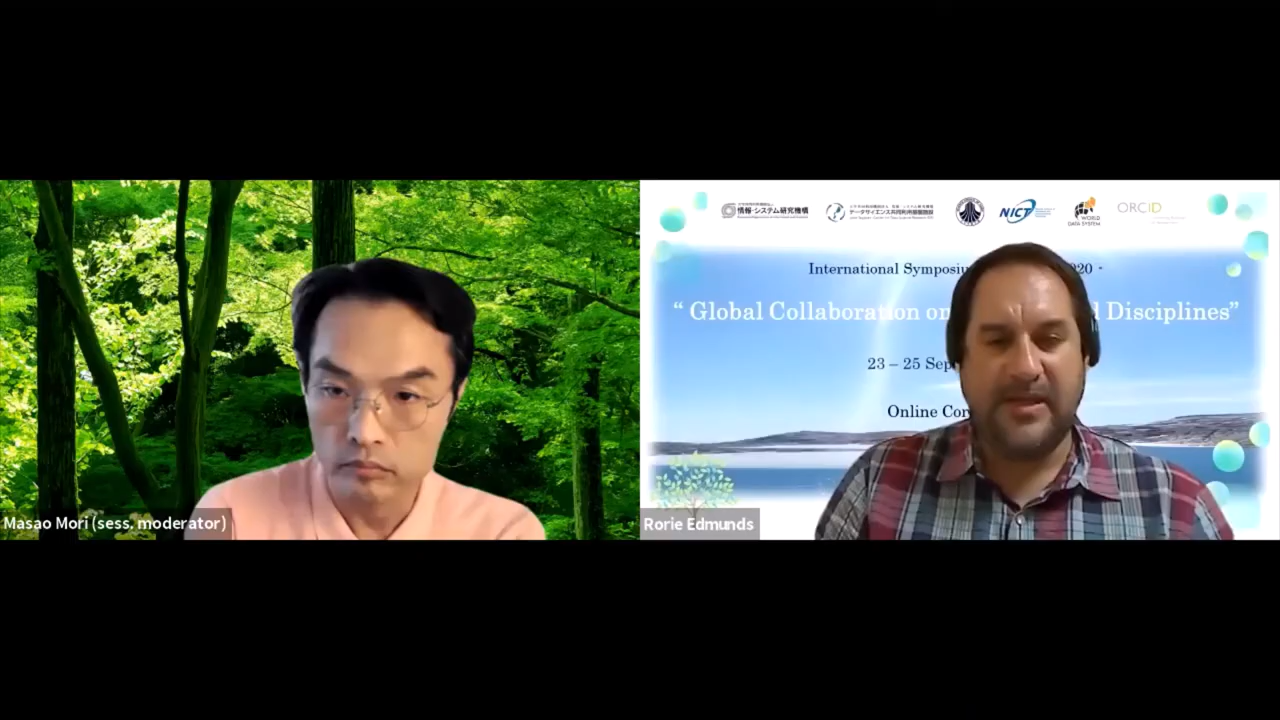 情報・システム研究機構
データサイエンス共同利用基盤施設
NICT
WORLD
DATA SYSTEM
ORCID
International Symposiu 020 -
“ Global Collaboration on d Disciplines”
23 – 25 Sep
Online Con
Masao Mori (sess. moderator)
Rorie Edmunds